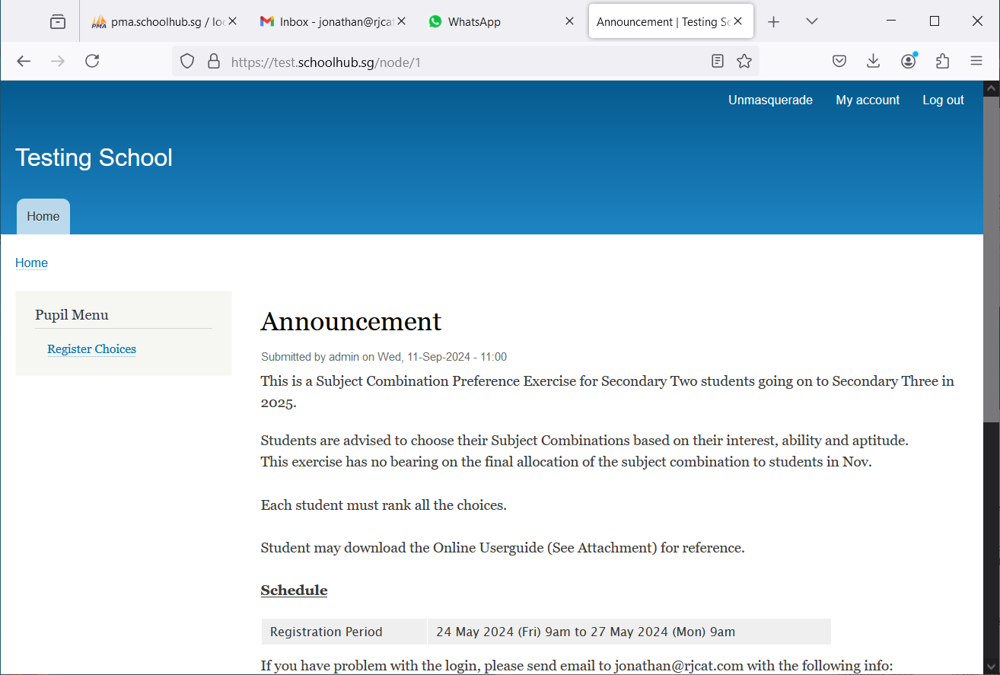 pma.schoolhub.sg / loc
Inbox - jonathan@rjcat
WhatsApp
Announcement | Testing Sc
https://test.schoolhub.sg/node/1
Unmasquerade My account Log out
Testing School
Home
Home
Pupil Menu
Register Choices
Announcement
Submitted by admin on Wed, 11-Sep-2024 - 11:00
This is a Subject Combination Preference Exercise for Secondary Two students going on to Secondary Three in
2025.
Students are advised to choose their Subject Combinations based on their interest, ability and aptitude.
This exercise has no bearing on the final allocation of the subject combination to students in Nov.
Each student must rank all the choices.
Student may download the Online Userguide (See Attachment) for reference.
Schedule
Registration Period 24 May 2024 (Fri) 9am to 27 May 2024 (Mon) 9am
If you have problem with the login, please send email to jonathan@rjcat.com with the following info: